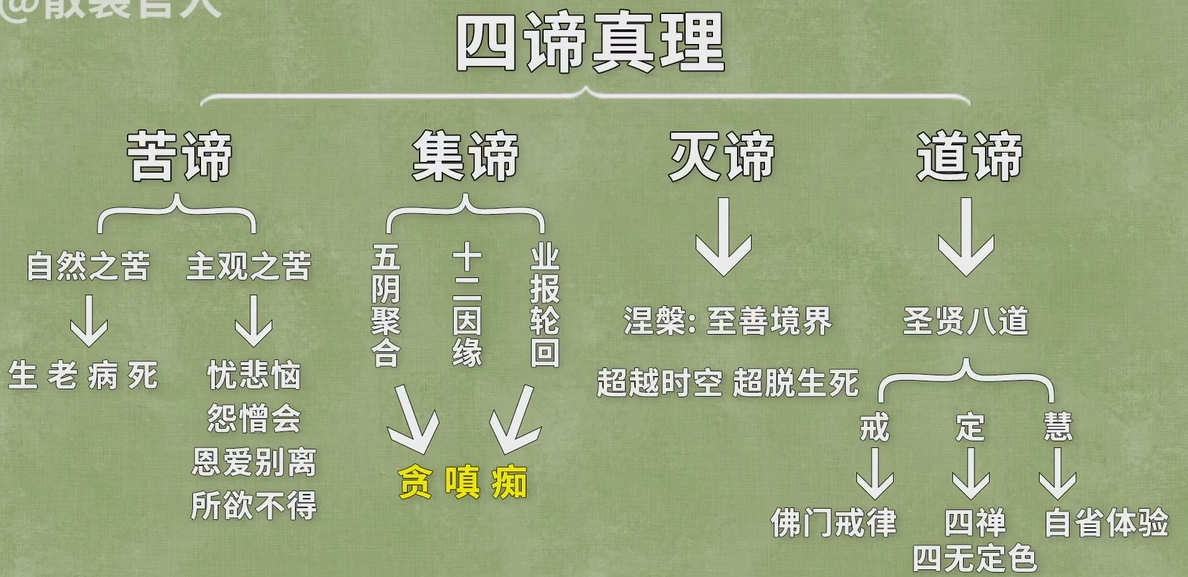 @散装官人
四谛真理
苦谛
集谛
灭谛
道谛
自然之苦
主观之苦
生老病死
忧悲恼
怨憎会
恩爱别离
所欲不得
五阴聚合
十二因缘
业报轮回
贪嗔痴
涅槃: 至善境界
超越时空 超脱生死
圣贤八道
戒
定
慧
佛门戒律
四禅
四无定色
自省体验